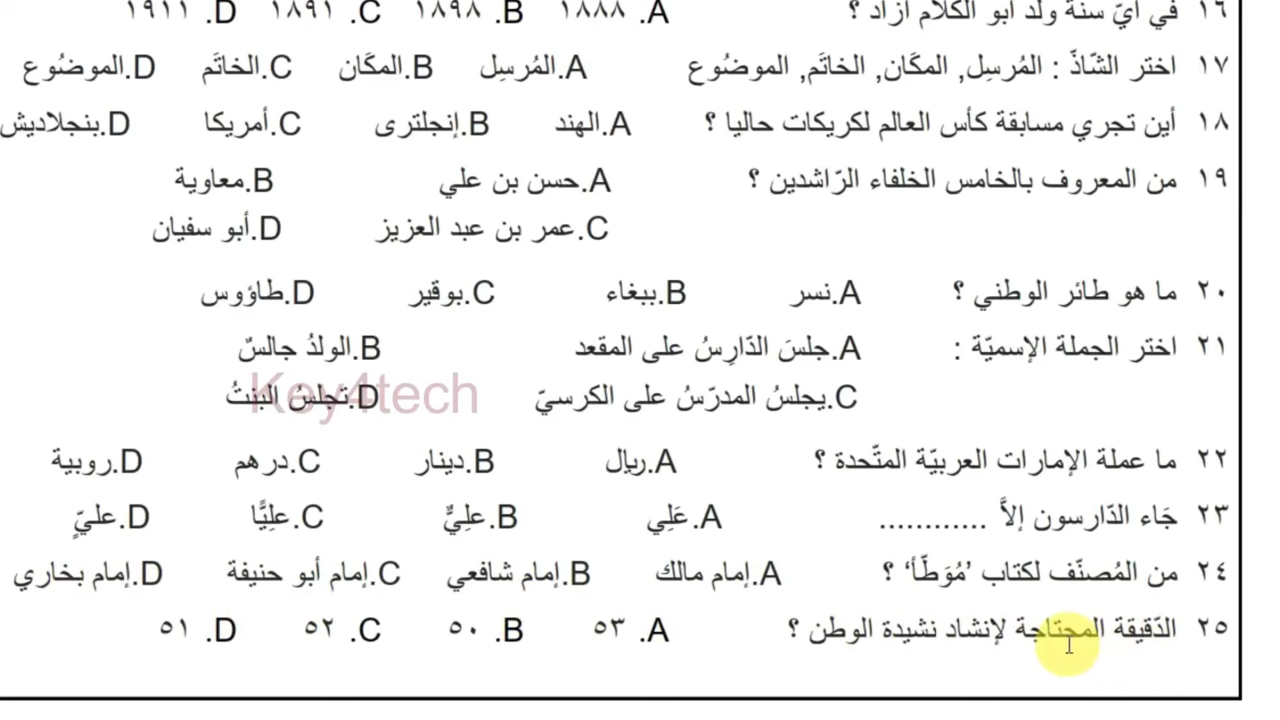 ١٦ في أيّ سنة ولد أبو الكلام آزاد ؟ A. ١٨٨٨ B. ١٨٩٨ C. ١٨٩١ D. ١٩١١
١٧ اختر الشّاذّ : المُرسِل, المكَان, الخاتَم, الموضُوع A.المُرسِل B.المكَان C.الخاتَم D.الموضُوع
١٨ أين تجري مسابقة كأس العالم لكريكات حاليا ؟ A.الهند B.إنجلترى C.أمريكا D.بنجلاديش
١٩ من المعروف بالخامس الخلفاء الرّاشدين ؟ A.حسن بن علي B.معاوية
C.عمر بن عبد العزيز D.أبو سفيان
٢٠ ما هو طائر الوطني ؟ A.نسر B.ببغاء C.بوقير D.طاؤوس
٢١ اختر الجملة الإسميّة : A.جلسَ الدّارِسُ على المقعد B.الولدُ جالسٌ
C.يجلسُ المدرّسُ على الكرسيّ D.تجلسُ البنتُ
Key4tech
٢٢ ما عملة الإمارات العربيّة المتّحدة ؟ A.ريال B.دينار C.درهم D.روبية
٢٣ جَاء الدّارسون إلاَّ ............ A.عَلِي B.علِيٌّ C.علِيًّا D.عليٍّ
٢٤ من المُصنّف لكتاب ’مُوَطّأ‘ ؟ A.إمام مالك B.إمام شافعي C.إمام أبو حنيفة D.إمام بخاري
٢٥ الدّقيقة المحتاجة لإنشاد نشيدة الوطن ؟ A. ٥٣ B. ٥٠ C. ٥٢ D. ٥١